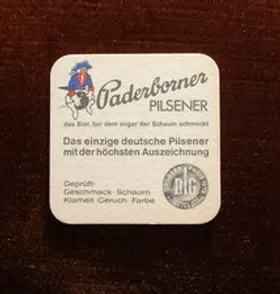 Paderborner
PILSENER
das Bier, bei dem sogar der Schaum schmeckt
Das einzige deutsche Pilsener
mit der höchsten Auszeichnung
Geprüft:
Geschmack · Schaum
Klarheit · Geruch · Farbe
DLG